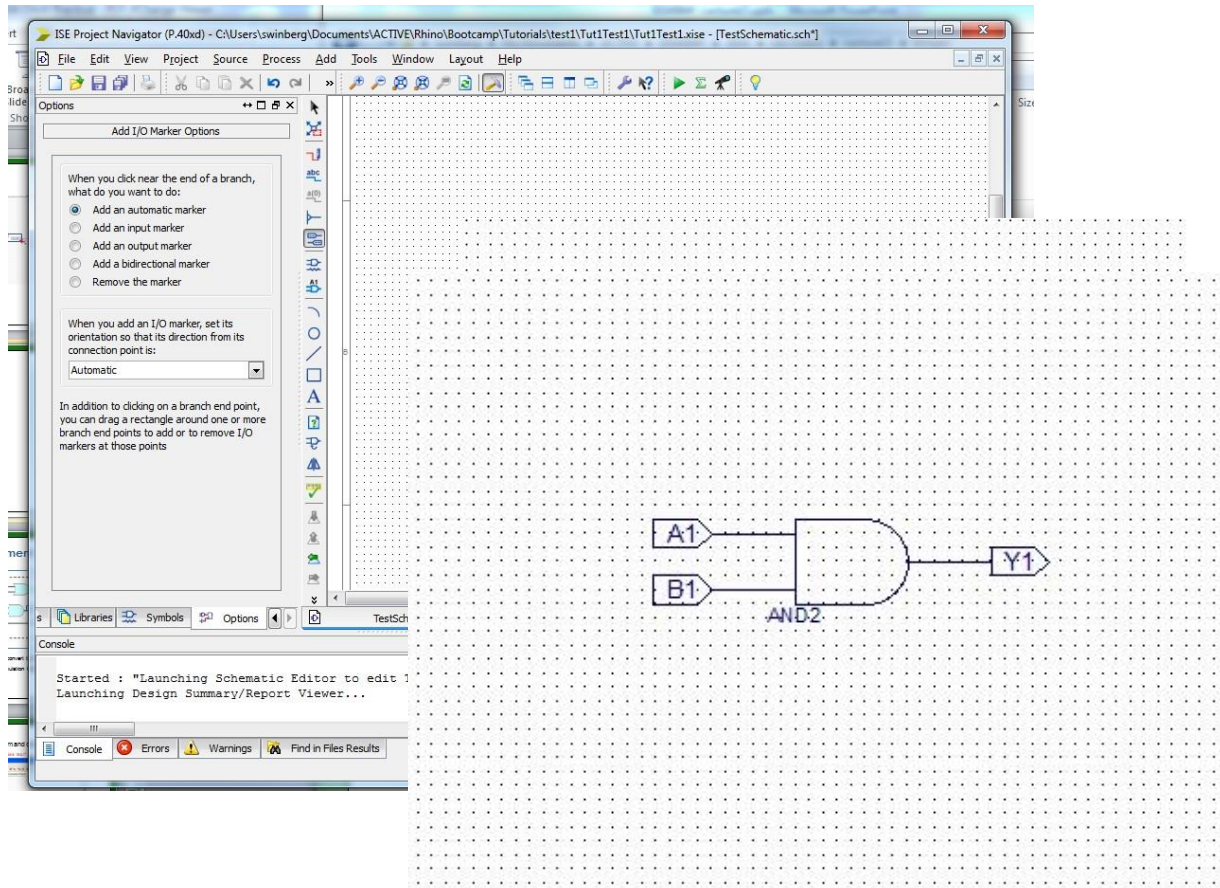 ISE Project Navigator (P.40xd) - C:\Users\swinberg\Documents\ACTIVE\Rhino\Bootcamp\Tutorials\test1\Tut1Test1\Tut1Test1.xise - [TestSchematic.sch*]
File Edit View Project Source Process Add Tools Window Layout Help
Options
Add I/O Marker Options
When you click near the end of a branch,
what do you want to do:
Add an automatic marker
Add an input marker
Add an output marker
Add a bidirectional marker
Remove the marker
When you add an I/O marker, set its
orientation so that its direction from its
connection point is:
Automatic
In addition to clicking on a branch end point,
you can drag a rectangle around one or more
branch end points to add or to remove I/O
markers at those points
A1
B1
Y1
AND2
s Libraries Symbols Options TestSch
Console
Started : "Launching Schematic Editor to edit
Launching Design Summary/Report Viewer...
Console Errors Warnings Find in Files Results